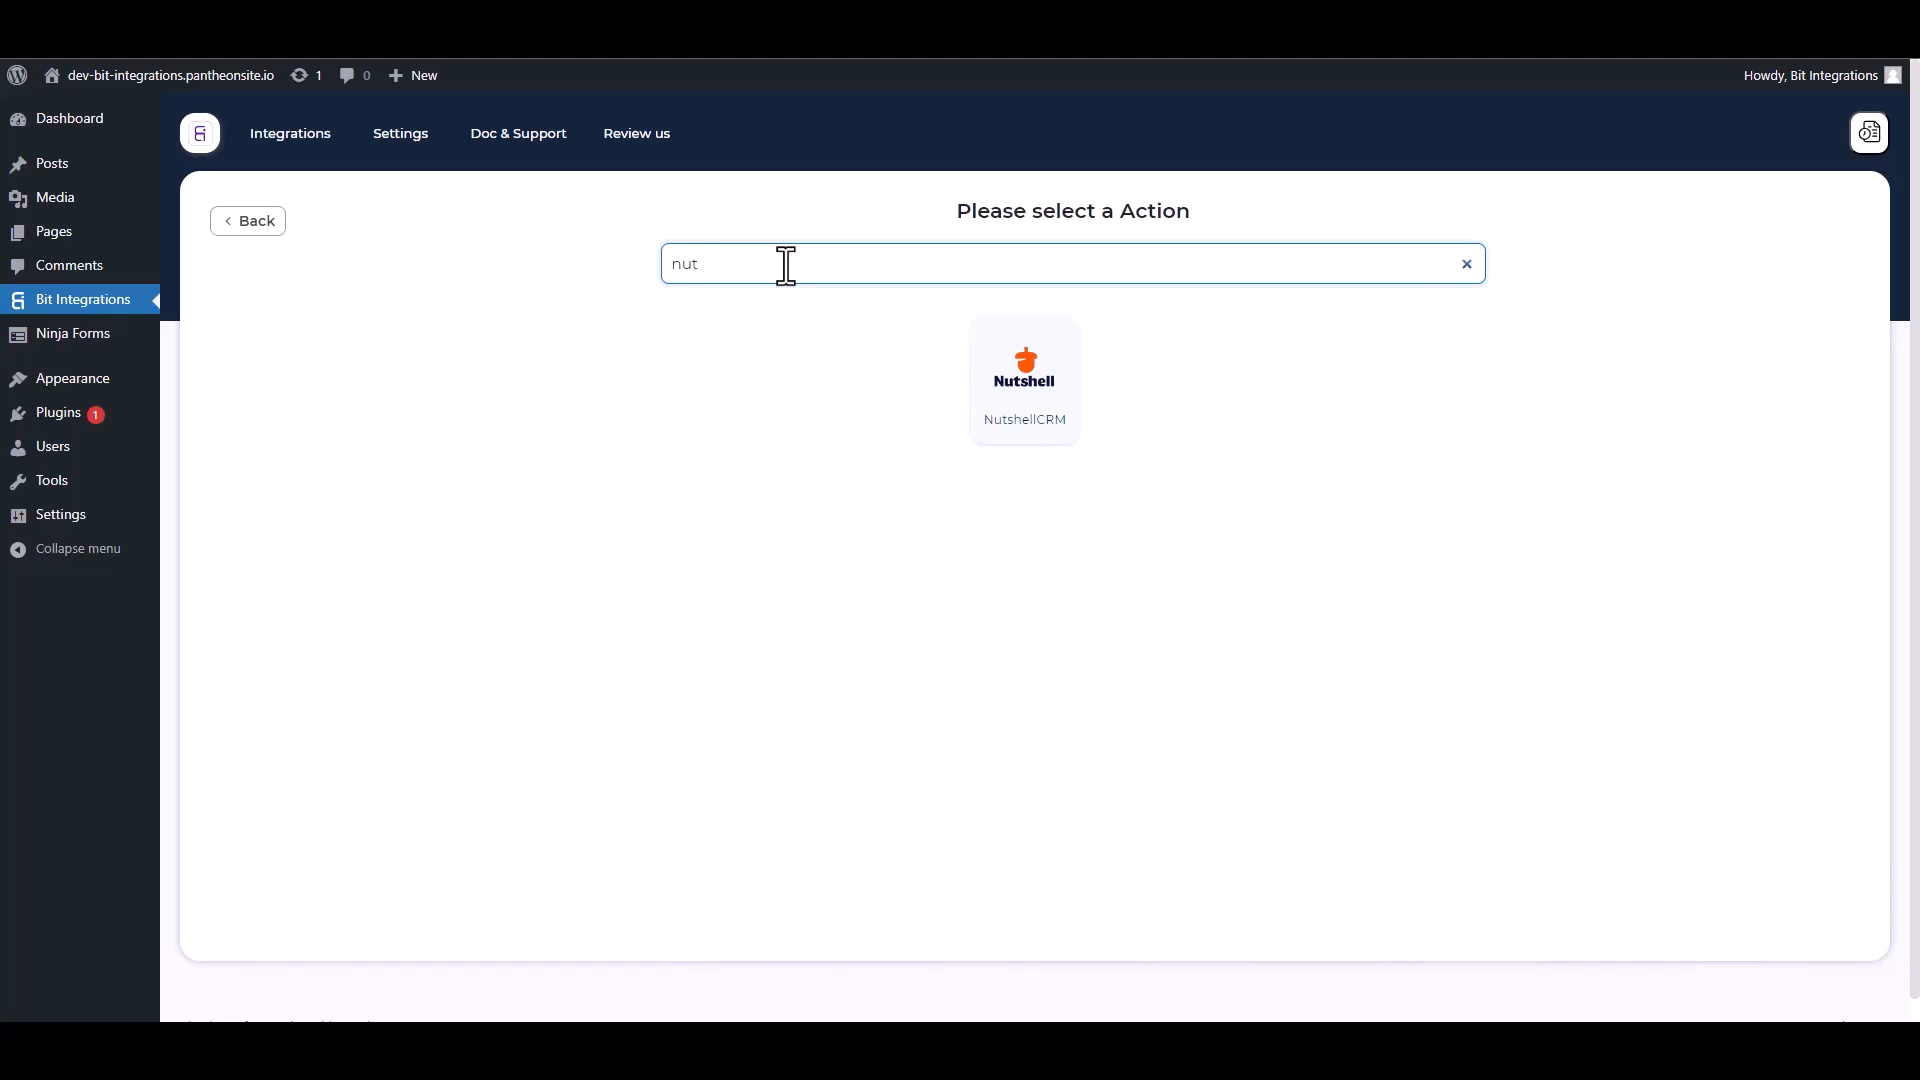 dev-bit-integrations.pantheonsite.io 1 0 New Howdy, Bit Integrations
Dashboard
Posts
Media
Pages
Comments
Bit Integrations
Ninja Forms
Appearance
Plugins 1
Users
Tools
Settings
Collapse menu
Integrations Settings Doc & Support Review us
Back
Please select a Action
nut
Nutshell
NutshellCRM